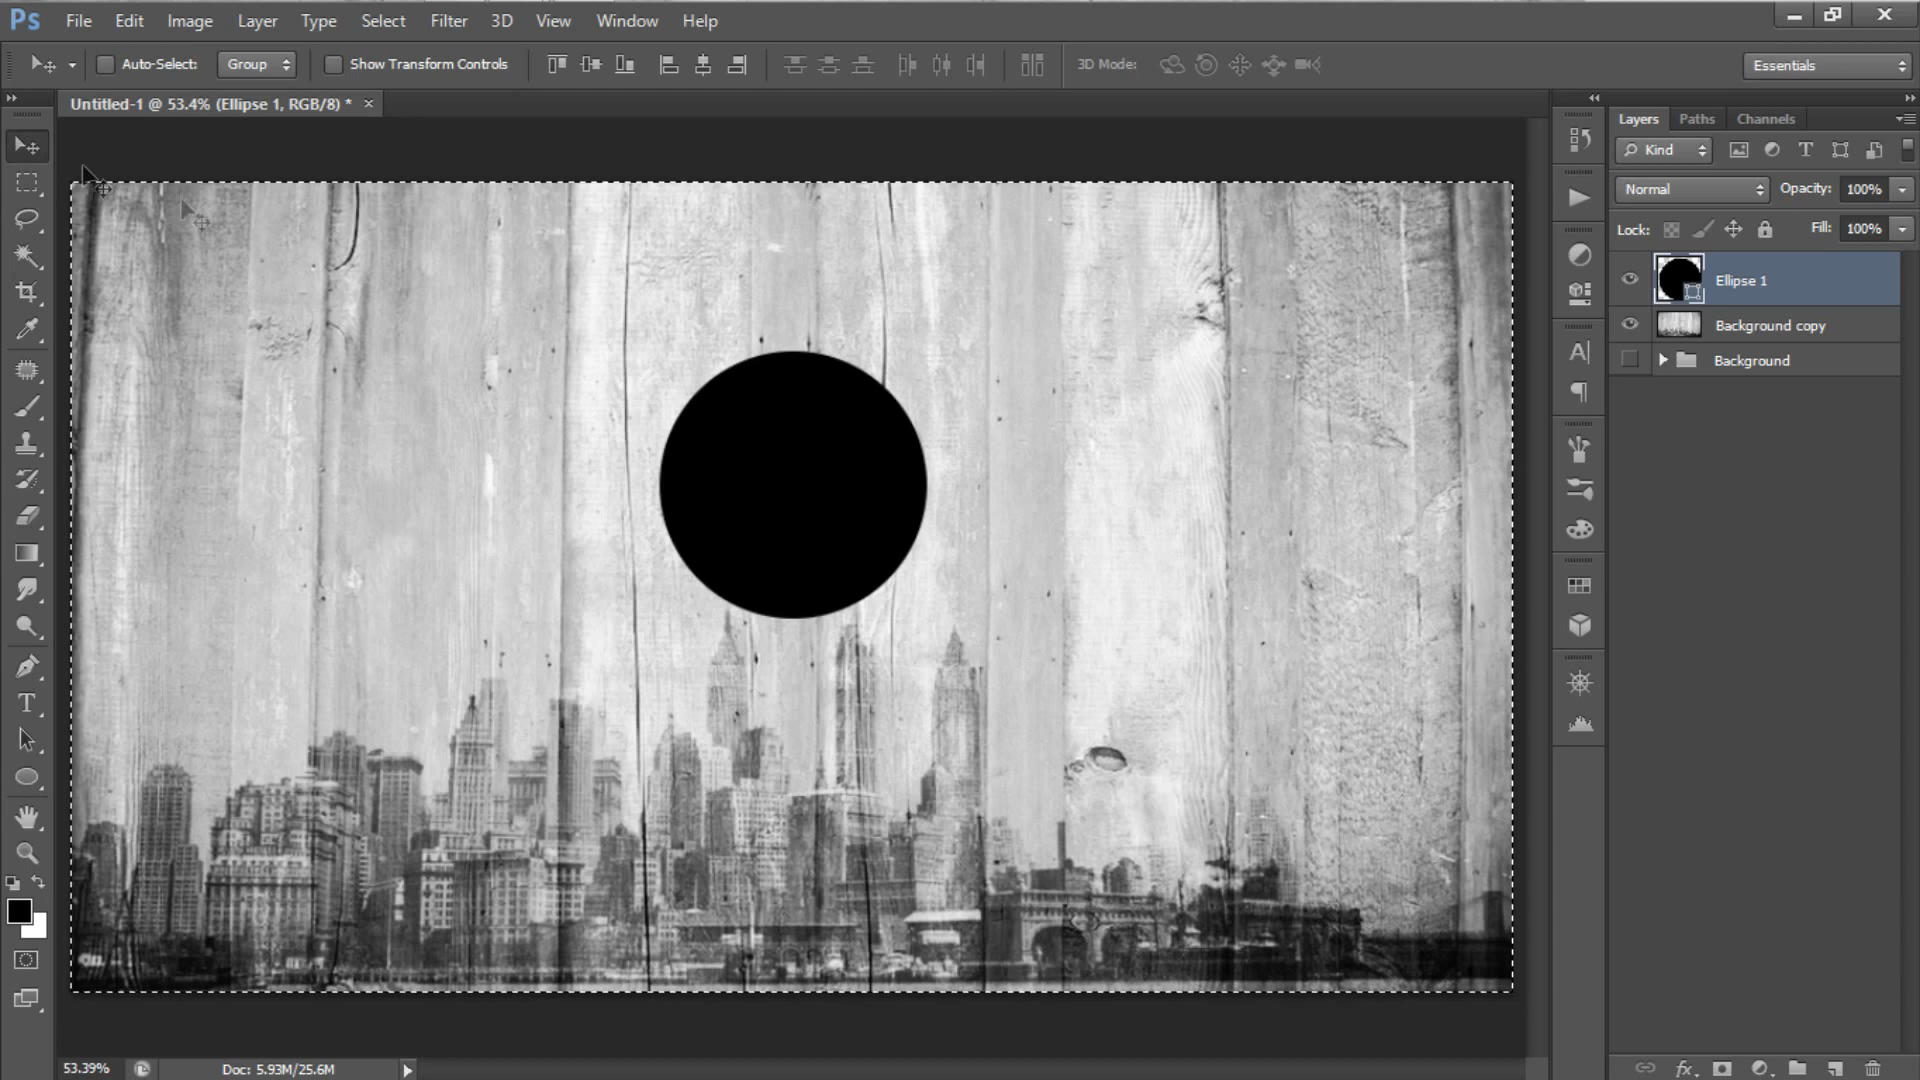 Ps File Edit Image Layer Type Select Filter 3D View Window Help
Auto-Select: Group Show Transform Controls 3D Mode: Essentials
Untitled-1 @ 53.4% (Ellipse 1, RGB/8) * ×
Layers Paths Channels
Kind
Normal Opacity: 100%
Lock: Fill: 100%
Ellipse 1
Background copy
Background
53.39% Doc: 5.93M/25.6M